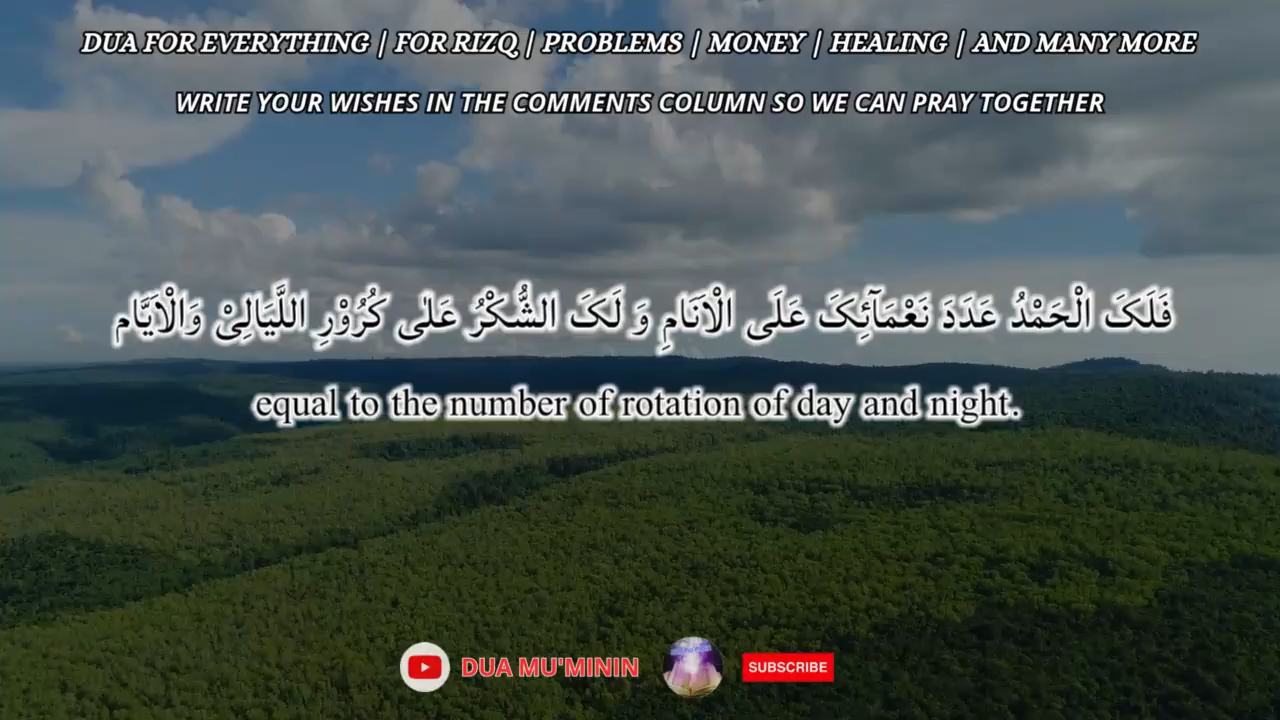 DUA FOR EVERYTHING | FOR RIZQ | PROBLEMS | MONEY | HEALING | AND MANY MORE
WRITE YOUR WISHES IN THE COMMENTS COLUMN SO WE CAN PRAY TOGETHER
فَلَکَ الْحَمْدُ عَدَدَ نَعْمَآئِکَ عَلَی الْاَنَامِ وَ لَکَ الشُّکْرُ عَلٰی کُرُوْرِ اللَّیَالِیْ وَالْاَیَّام
equal to the number of rotation of day and night.
DUA MU'MININ SUBSCRIBE